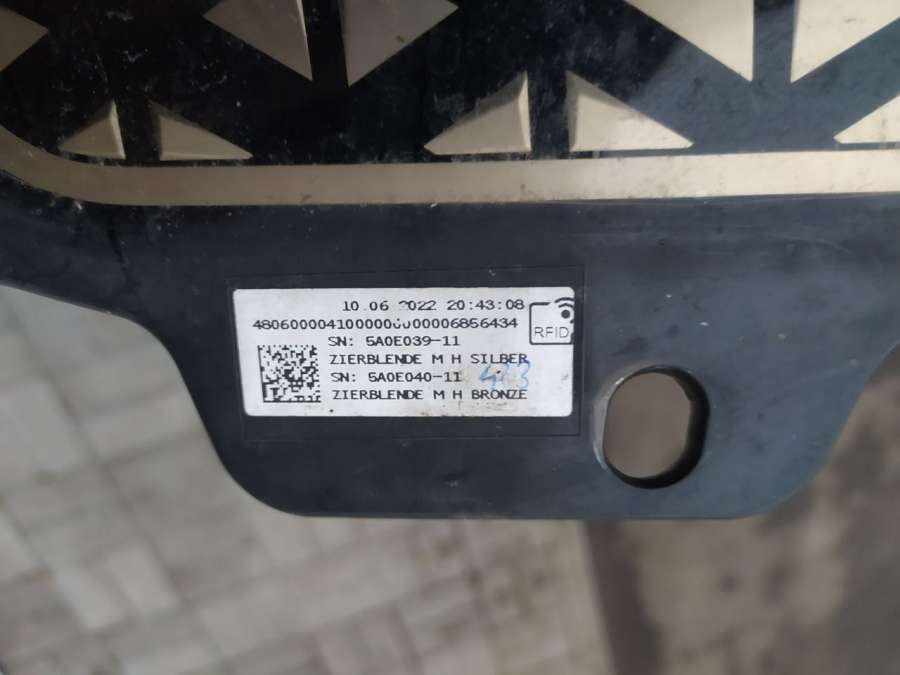 10.06 2022 20:43:08
RFID
SN: 5A0E039-11
ZIERBLENDE M H SILBER
SN: 5A0E040-11
ZIERBLENDE M H BRONZE